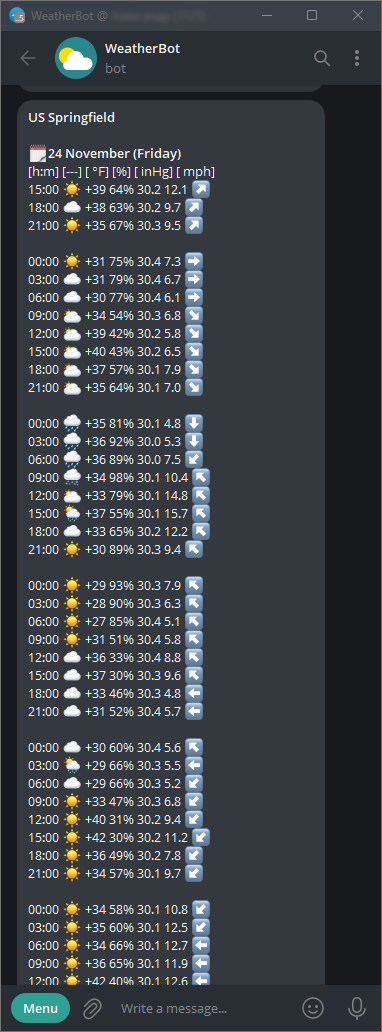 WeatherBot @
WeatherBot
bot
US Springfield
24 November (Friday)
[h:m] [---] [ °F] [%] [ inHg] [ mph]
15:00 +39 64% 30.2 12.1
18:00 +38 63% 30.2 9.7
21:00 +35 67% 30.3 9.5
00:00 +31 75% 30.4 7.3
03:00 +31 79% 30.4 6.7
06:00 +30 77% 30.4 6.1
09:00 +34 54% 30.3 6.8
12:00 +39 42% 30.2 5.8
15:00 +40 43% 30.2 6.5
18:00 +37 57% 30.1 7.9
21:00 +35 64% 30.1 7.0
00:00 +35 81% 30.1 4.8
03:00 +36 92% 30.0 5.3
06:00 +36 89% 30.0 7.5
09:00 +34 98% 30.1 10.4
12:00 +33 79% 30.1 14.8
15:00 +37 55% 30.1 15.7
18:00 +33 65% 30.2 12.2
21:00 +30 89% 30.3 9.4
00:00 +29 93% 30.3 7.9
03:00 +28 90% 30.3 6.3
06:00 +27 85% 30.4 5.1
09:00 +31 51% 30.4 5.8
12:00 +36 33% 30.4 8.8
15:00 +37 30% 30.3 9.6
18:00 +33 46% 30.3 4.8
21:00 +31 52% 30.4 5.7
00:00 +30 60% 30.4 5.6
03:00 +29 66% 30.3 5.5
06:00 +29 66% 30.3 5.2
09:00 +33 47% 30.3 6.8
12:00 +40 31% 30.2 9.4
15:00 +42 30% 30.2 11.2
18:00 +36 49% 30.2 7.8
21:00 +34 57% 30.1 9.7
00:00 +34 58% 30.1 10.8
03:00 +35 60% 30.1 12.5
06:00 +34 66% 30.1 12.7
09:00 +36 65% 30.1 11.9
12:00 +42 40% 30.1 12.6
Menu
Write a message...